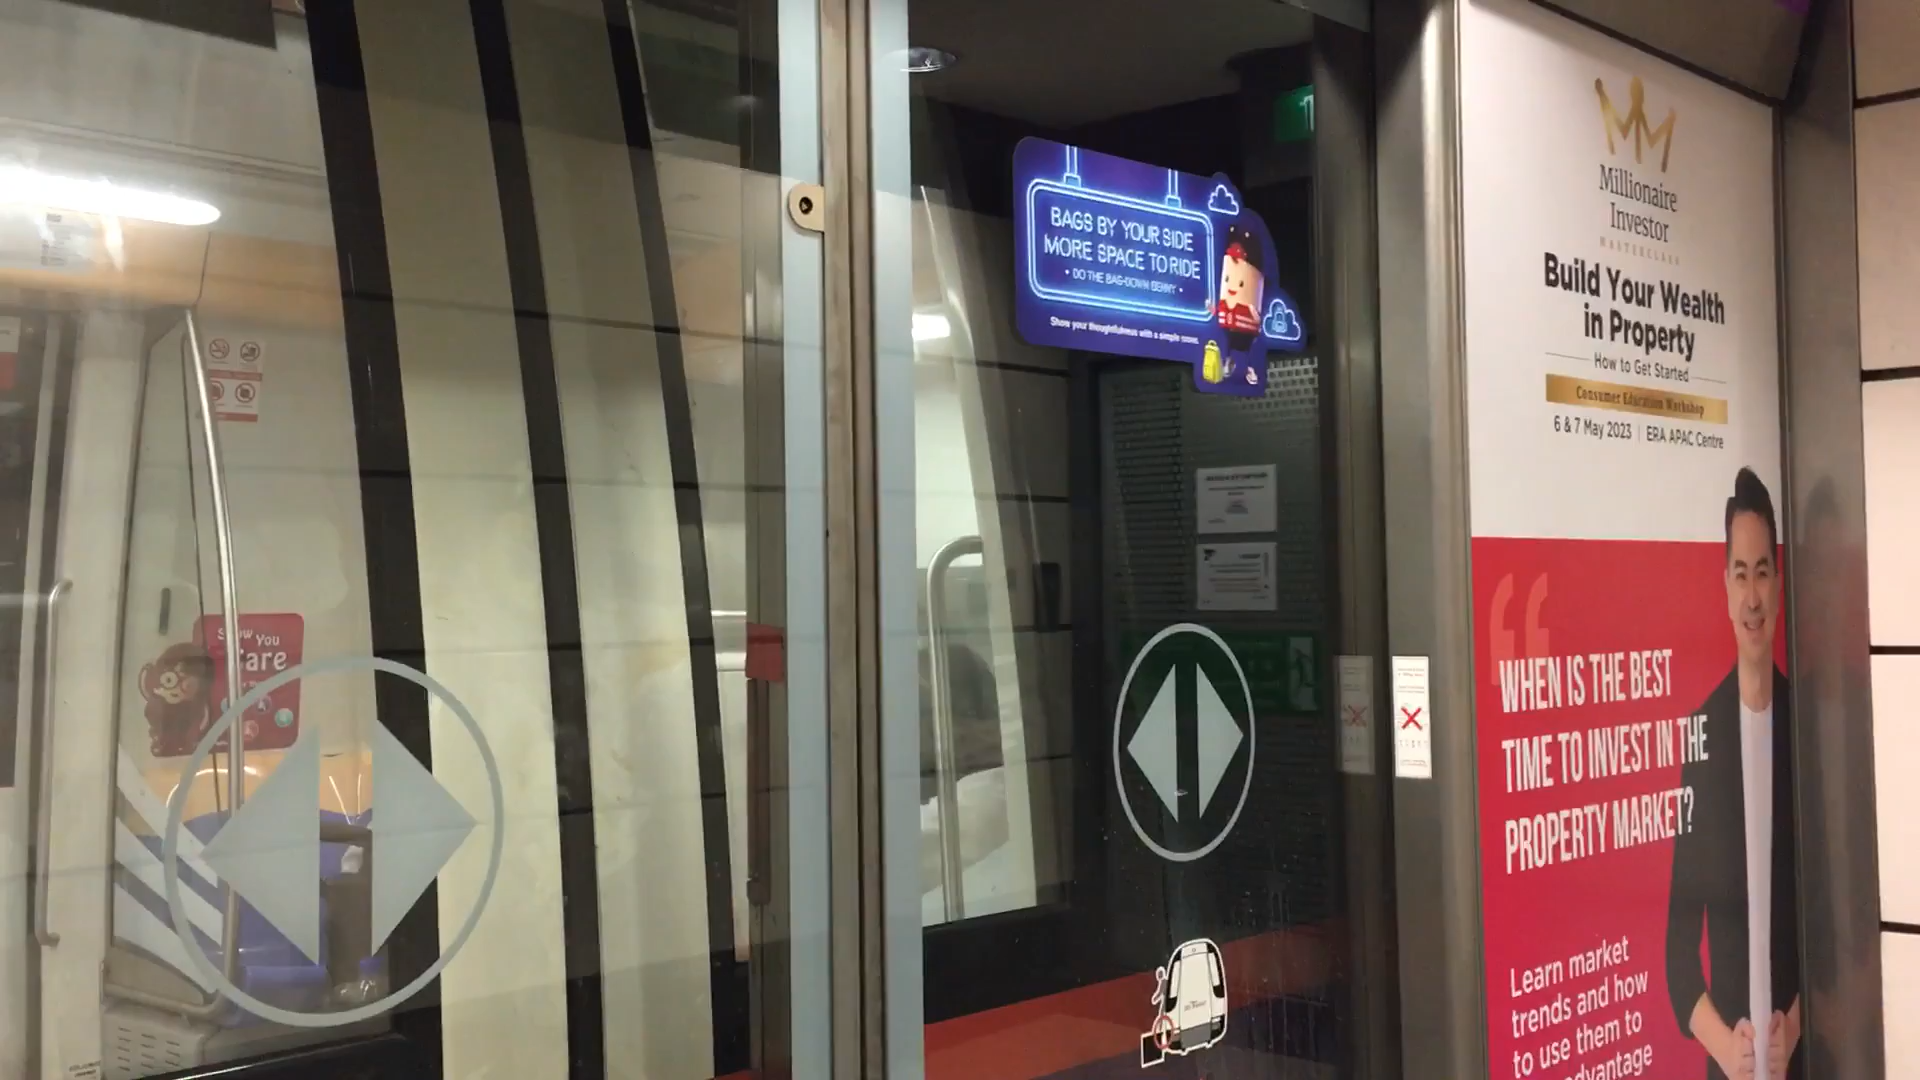 BAGS BY YOUR SIDE
MORE SPACE TO RIDE
• DO THE BAG-DOWN BENNY •
Show your thoughtfulness with a simple move.
Show You
Care
Millionaire
Investor
MASTERCLASS
Build Your Wealth
in Property
How to Get Started
Consumer Education Workshop
6 & 7 May 2023 | ERA APAC Centre
“
WHEN IS THE BEST
TIME TO INVEST IN THE
PROPERTY MARKET?
Learn market
trends and how
to use them to
advantage